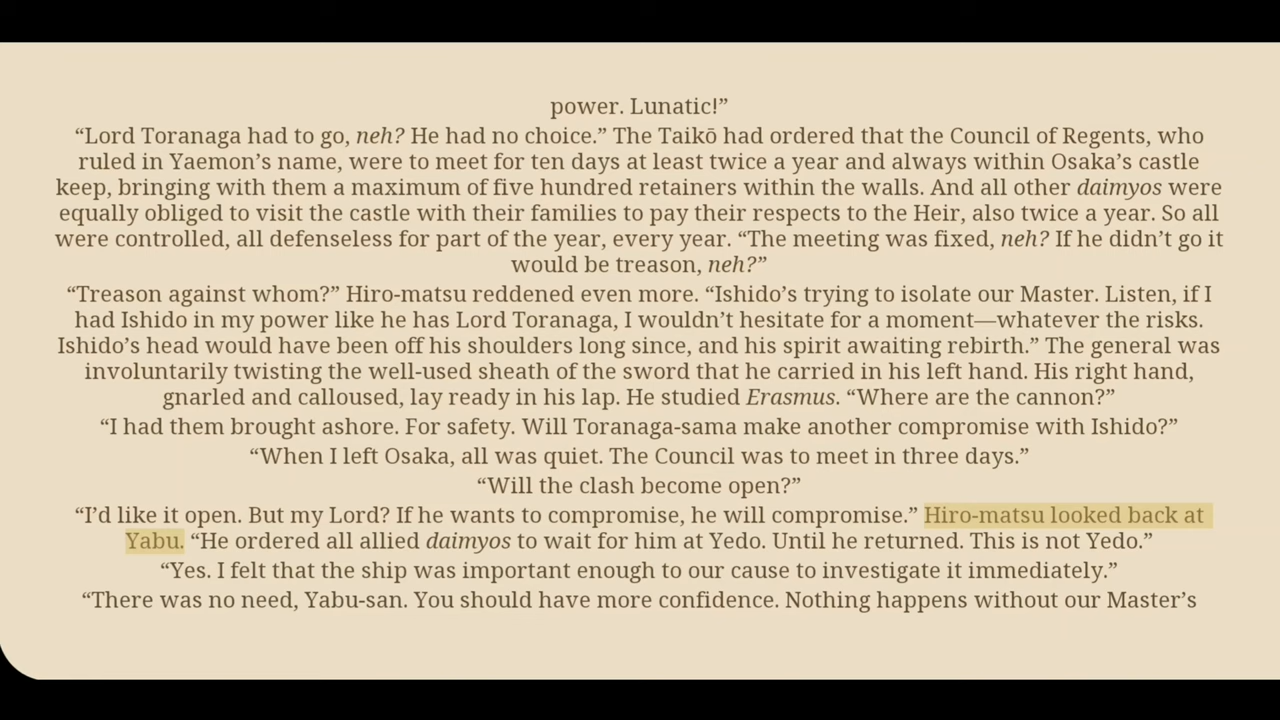 power. Lunatic!”
“Lord Toranaga had to go, neh? He had no choice.” The Taikō had ordered that the Council of Regents, who
ruled in Yaemon’s name, were to meet for ten days at least twice a year and always within Osaka’s castle
keep, bringing with them a maximum of five hundred retainers within the walls. And all other daimyos were
equally obliged to visit the castle with their families to pay their respects to the Heir, also twice a year. So all
were controlled, all defenseless for part of the year, every year. “The meeting was fixed, neh? If he didn’t go it
would be treason, neh?”
“Treason against whom?” Hiro-matsu reddened even more. “Ishido’s trying to isolate our Master. Listen, if I
had Ishido in my power like he has Lord Toranaga, I wouldn’t hesitate for a moment—whatever the risks.
Ishido’s head would have been off his shoulders long since, and his spirit awaiting rebirth.” The general was
involuntarily twisting the well-used sheath of the sword that he carried in his left hand. His right hand,
gnarled and calloused, lay ready in his lap. He studied Erasmus. “Where are the cannon?”
“I had them brought ashore. For safety. Will Toranaga-sama make another compromise with Ishido?”
“When I left Osaka, all was quiet. The Council was to meet in three days.”
“Will the clash become open?”
“I’d like it open. But my Lord? If he wants to compromise, he will compromise.” Hiro-matsu looked back at
Yabu. “He ordered all allied daimyos to wait for him at Yedo. Until he returned. This is not Yedo.”
“Yes. I felt that the ship was important enough to our cause to investigate it immediately.”
“There was no need, Yabu-san. You should have more confidence. Nothing happens without our Master’s